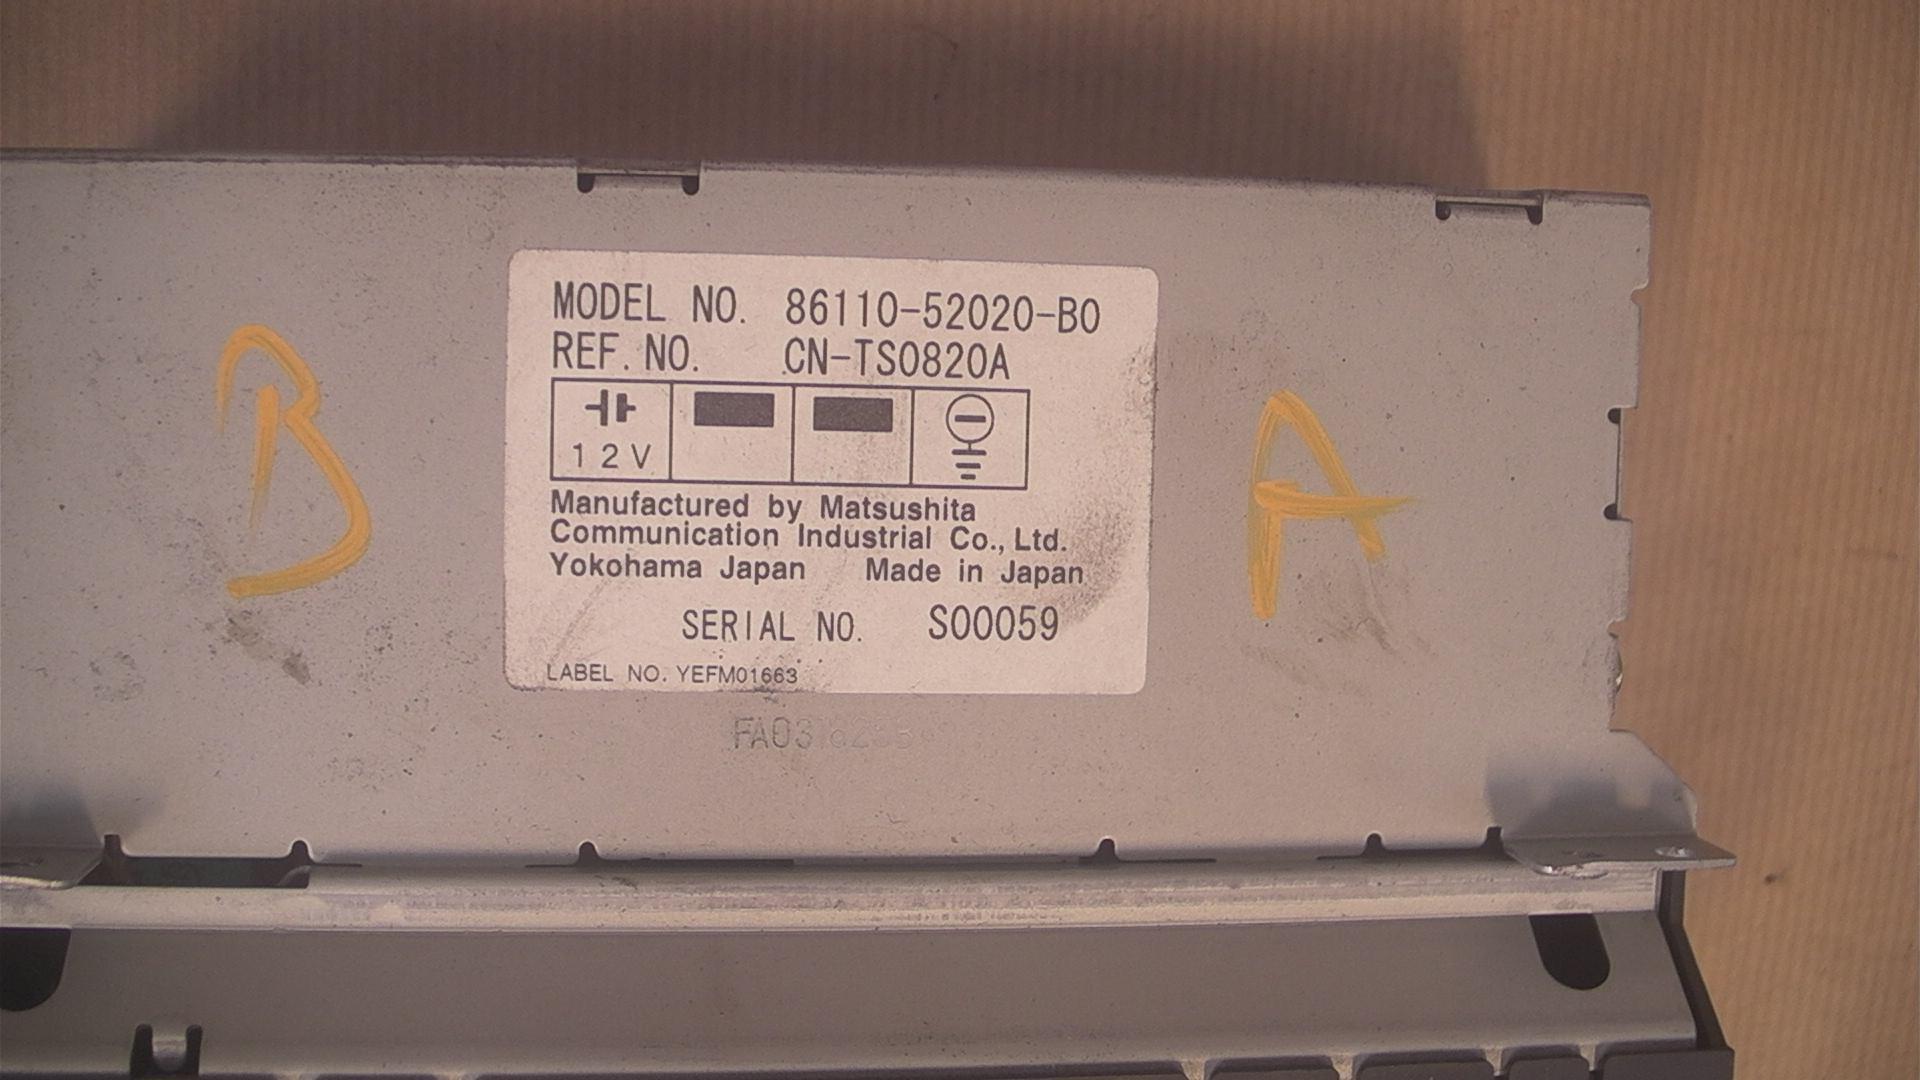 B
A
MODEL NO. 86110-52020-B0
REF. NO. CN-TS0820A
12V
Manufactured by Matsushita
Communication Industrial Co., Ltd.
Yokohama Japan Made in Japan
SERIAL NO. S00059
LABEL NO. YEFM01663